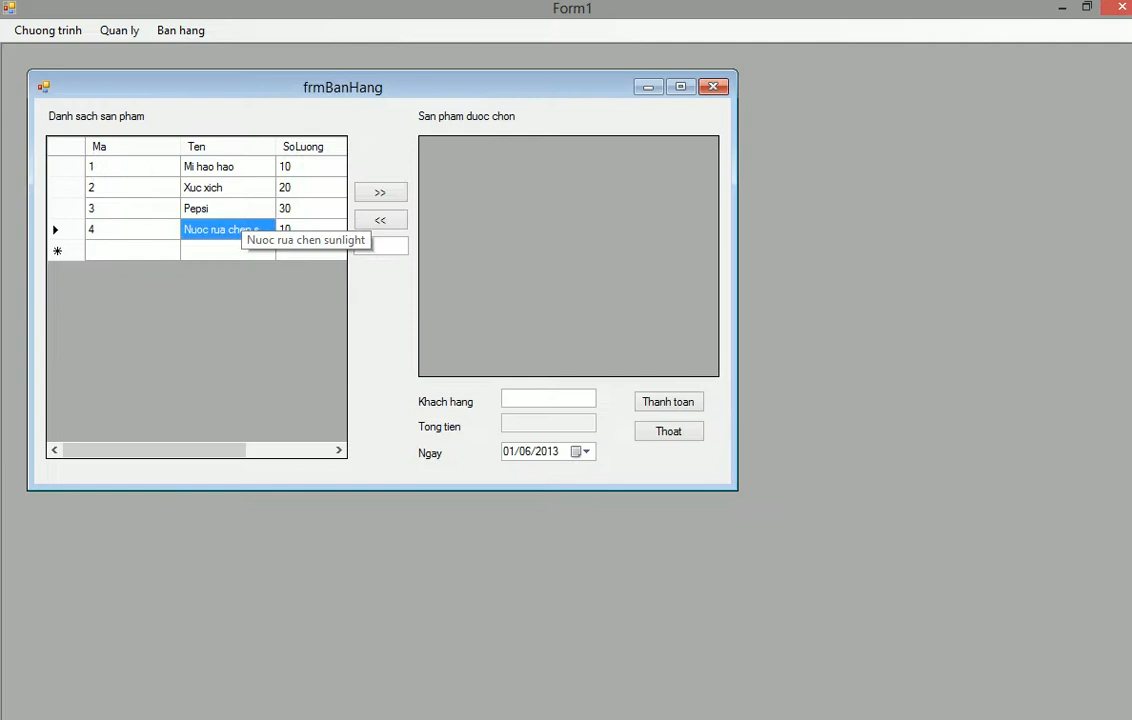 Form1
Chuong trinh Quan ly Ban hang
frmBanHang
Danh sach san pham
Ma Ten SoLuong
1 Mi hao hao 10
2 Xuc xich 20
3 Pepsi 30
4 Nuoc rua chen s... 10
Nuoc rua chen sunlight
>>
<<
San pham duoc chon
Khach hang
Thanh toan
Tong tien
Thoat
Ngay 01/06/2013